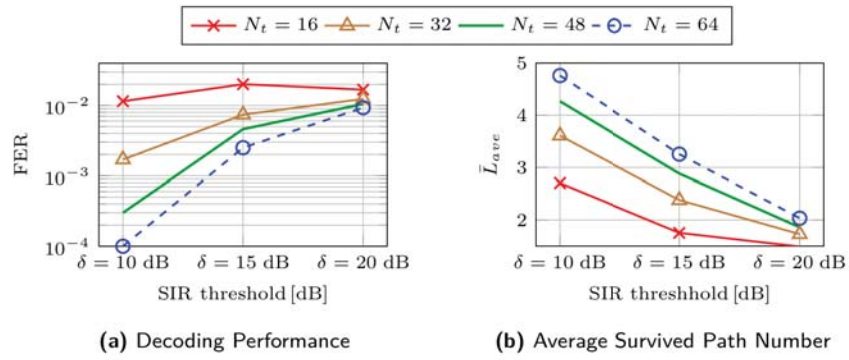 N_t = 16 N_t = 32 N_t = 48 N_t = 64
FER
10^−2
10^−3
10^−4
δ = 10 dB δ = 15 dB δ = 20 dB
SIR threshold [dB]
(a) Decoding Performance
L̄_ave
5
4
3
2
δ = 10 dB δ = 15 dB δ = 20 dB
SIR threshhold [dB]
(b) Average Survived Path Number